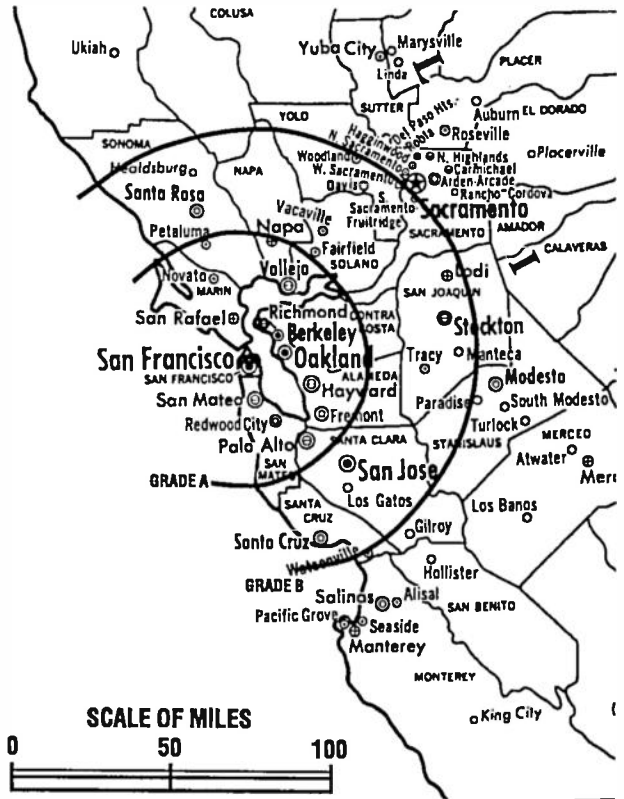 COLUSA
Ukiah
Yuba City
Marysville
Linda
PLACER
SUTTER
YOLO
Auburn
EL DORADO
Del Paso Hts.
Robla
Hagginwood
N. Sacramento
Roseville
SONOMA
Woodland
N. Highlands
Placerville
Healdsburg
NAPA
W. Sacramento
Carmichael
Davis
Arden-Arcade
Rancho-Cordova
Santa Rosa
S.
Sacramento
Fruitridge
Sacramento
Vacaville
Petaluma
Napa
SACRAMENTO
AMADOR
Fairfield
SOLANO
CALAVERAS
Vallejo
Novato
MARIN
Lodi
SAN JOAQUIN
San Rafael
Richmond
CONTRA
COSTA
Berkeley
Stockton
San Francisco
Oakland
Tracy
Manteca
SAN FRANCISCO
ALAMEDA
Hayward
Modesto
San Mateo
Paradise
South Modesto
Redwood City
Fremont
Turlock
Palo Alto
SANTA CLARA
STANISLAUS
MERCED
SAN
MATEO
Atwater
San Jose
Merc
GRADE A
Los Gatos
SANTA
CRUZ
Los Banos
Gilroy
Santa Cruz
Watsonville
Hollister
GRADE B
Salinas
Alisal
SAN BENITO
Pacific Grove
Seaside
Monterey
MONTEREY
King City
SCALE OF MILES
0 50 100